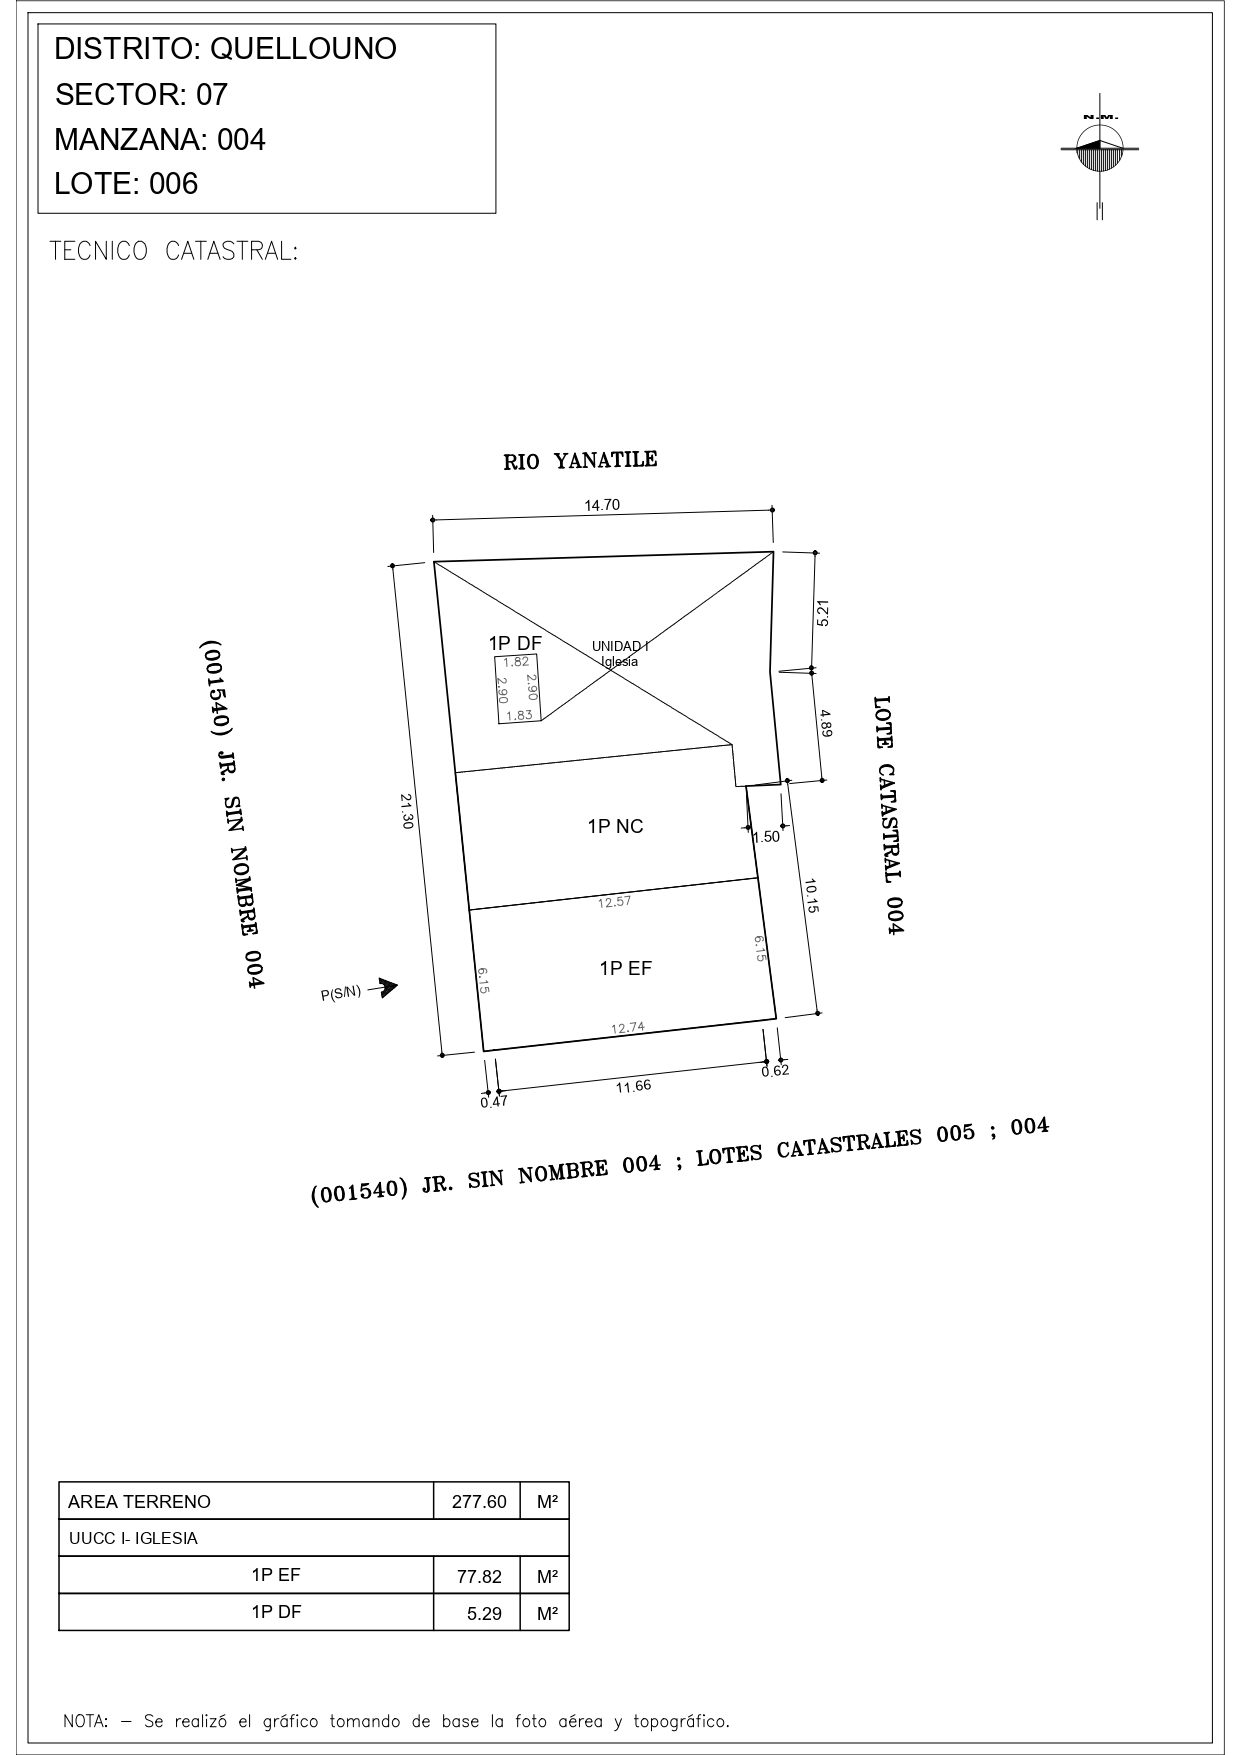 DISTRITO: QUELLOUNO
SECTOR: 07
MANZANA: 004
LOTE: 006
N.M.
TECNICO CATASTRAL:
RIO YANATILE
14.70
5.21
1P DF
UNIDAD I
Iglesia
1.82
2.90
2.90
1.83
(001540) JR. SIN NOMBRE 004
4.89
LOTE CATASTRAL 004
21.30
1P NC
1.50
10.15
12.57
6.15
1P EF
6.15
P(S/N)
12.74
0.62
11.66
0.47
(001540) JR. SIN NOMBRE 004 ; LOTES CATASTRALES 005 ; 004
AREA TERRENO 277.60 M²
UUCC I- IGLESIA
1P EF 77.82 M²
1P DF 5.29 M²
NOTA: – Se realizó el gráfico tomando de base la foto aérea y topográfico.